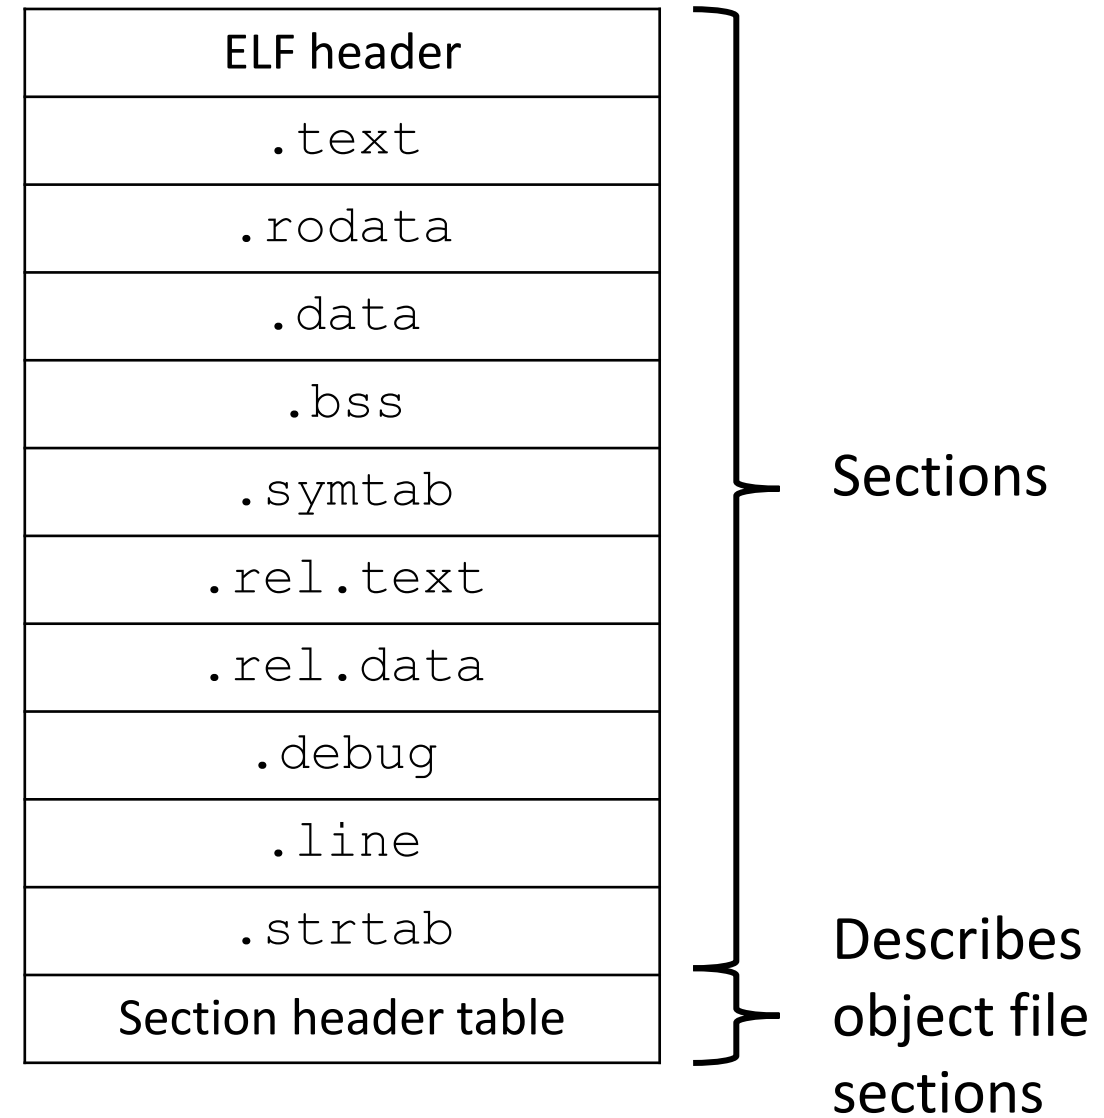 ELF header
.text
.rodata
.data
.bss
.symtab
.rel.text
.rel.data
.debug
.line
.strtab
Section header table
Sections
Describes
object file
sections